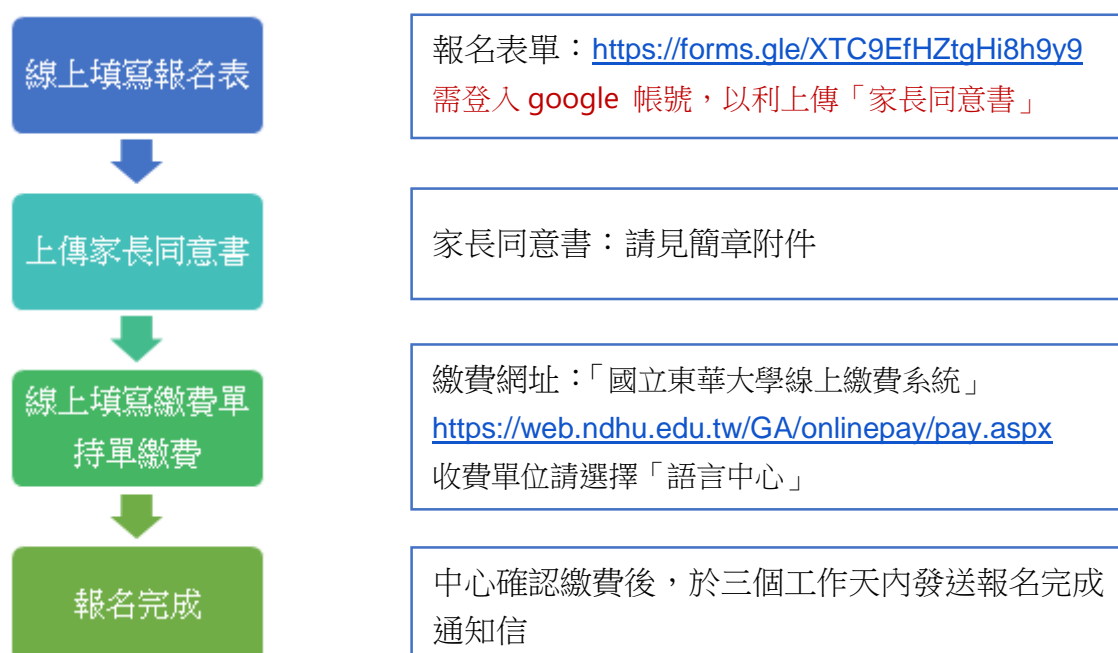 線上填寫報名表
報名表單：https://forms.gle/XTC9EfHZtgHi8h9y9
需登入 google 帳號，以利上傳「家長同意書」
上傳家長同意書
家長同意書：請見簡章附件
線上填寫繳費單
持單繳費
繳費網址：「國立東華大學線上繳費系統」
https://web.ndhu.edu.tw/GA/onlinepay/pay.aspx
收費單位請選擇「語言中心」
報名完成
中心確認繳費後，於三個工作天內發送報名完成
通知信